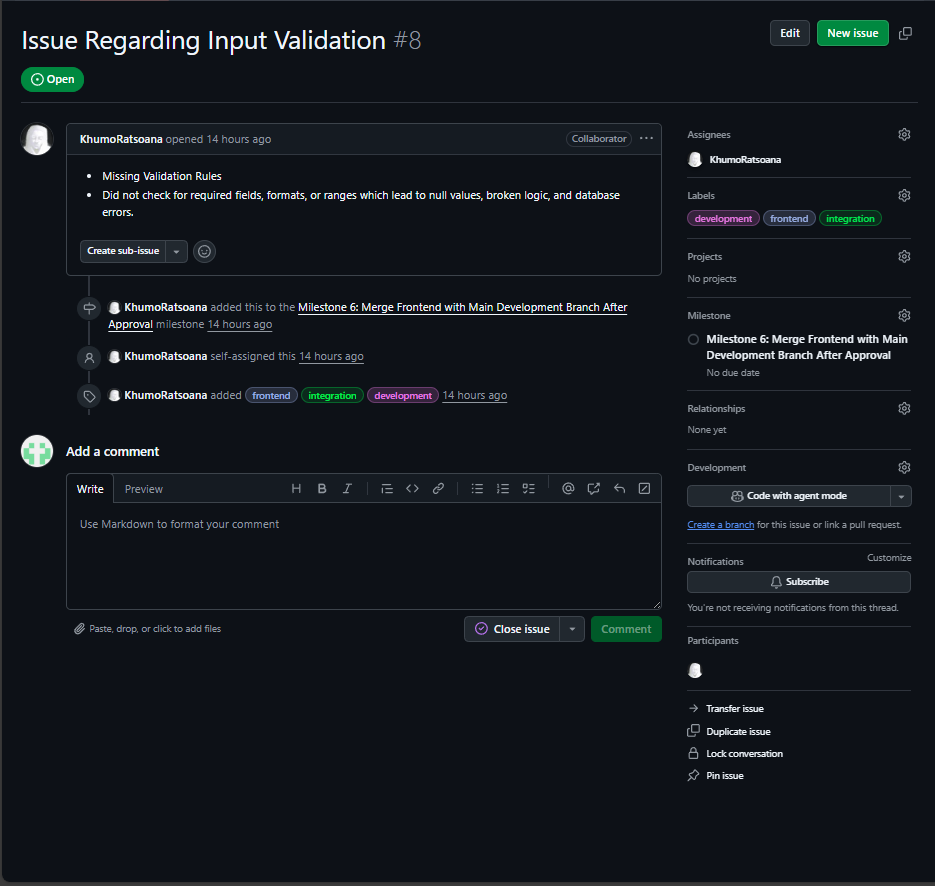 Issue Regarding Input Validation #8
Edit
New issue
Open
KhumoRatsoana opened 14 hours ago
Collaborator
Missing Validation Rules
Did not check for required fields, formats, or ranges which lead to null values, broken logic, and database
errors.
Create sub-issue
KhumoRatsoana added this to the Milestone 6: Merge Frontend with Main Development Branch After
Approval milestone 14 hours ago
KhumoRatsoana self-assigned this 14 hours ago
KhumoRatsoana added frontend integration development 14 hours ago
Add a comment
Write
Preview
Use Markdown to format your comment
Paste, drop, or click to add files
Close issue
Comment
Assignees
KhumoRatsoana
Labels
development frontend integration
Projects
No projects
Milestone
Milestone 6: Merge Frontend with Main
Development Branch After Approval
No due date
Relationships
None yet
Development
Code with agent mode
Create a branch for this issue or link a pull request.
Notifications
Customize
Subscribe
You're not receiving notifications from this thread.
Participants
Transfer issue
Duplicate issue
Lock conversation
Pin issue